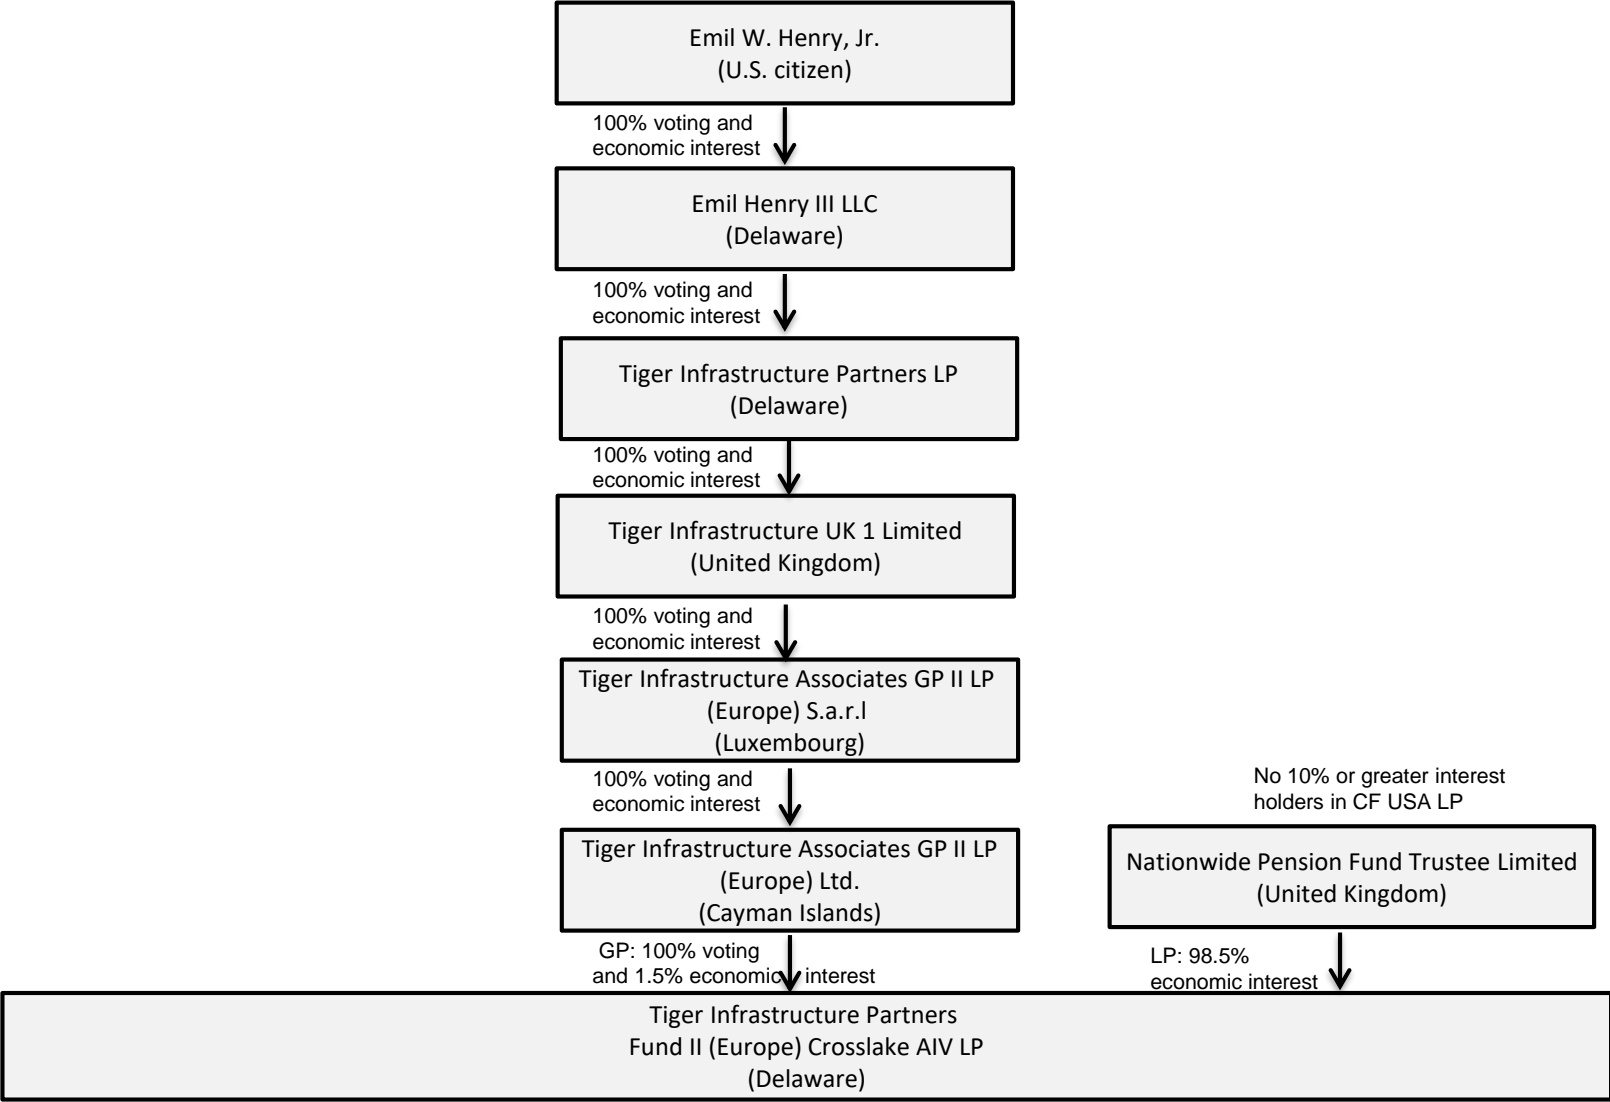 Emil W. Henry, Jr.
(U.S. citizen)
100% voting and
economic interest
Emil Henry III LLC
(Delaware)
100% voting and
economic interest
Tiger Infrastructure Partners LP
(Delaware)
100% voting and
economic interest
Tiger Infrastructure UK 1 Limited
(United Kingdom)
100% voting and
economic interest
Tiger Infrastructure Associates GP II LP
(Europe) S.a.r.l
(Luxembourg)
100% voting and
economic interest
Tiger Infrastructure Associates GP II LP
(Europe) Ltd.
(Cayman Islands)
GP: 100% voting
and 1.5% economic interest
No 10% or greater interest
holders in CF USA LP
Nationwide Pension Fund Trustee Limited
(United Kingdom)
LP: 98.5%
economic interest
Tiger Infrastructure Partners
Fund II (Europe) Crosslake AIV LP
(Delaware)